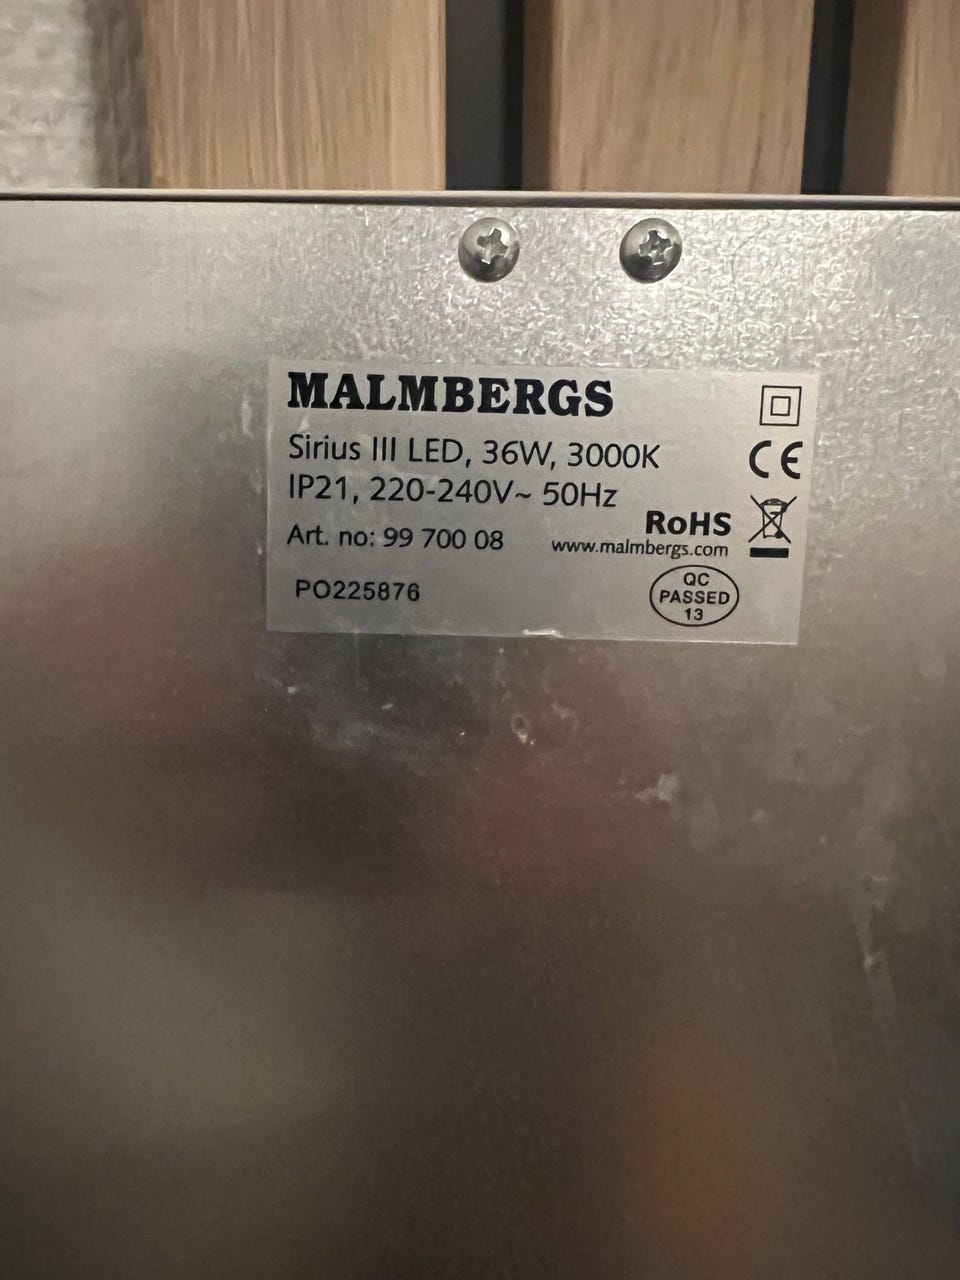 MALMBERGS
Sirius III LED, 36W, 3000K
IP21, 220-240V~ 50Hz
Art. no: 99 700 08
PO225876
CE
RoHS
www.malmbergs.com
QC
PASSED
13